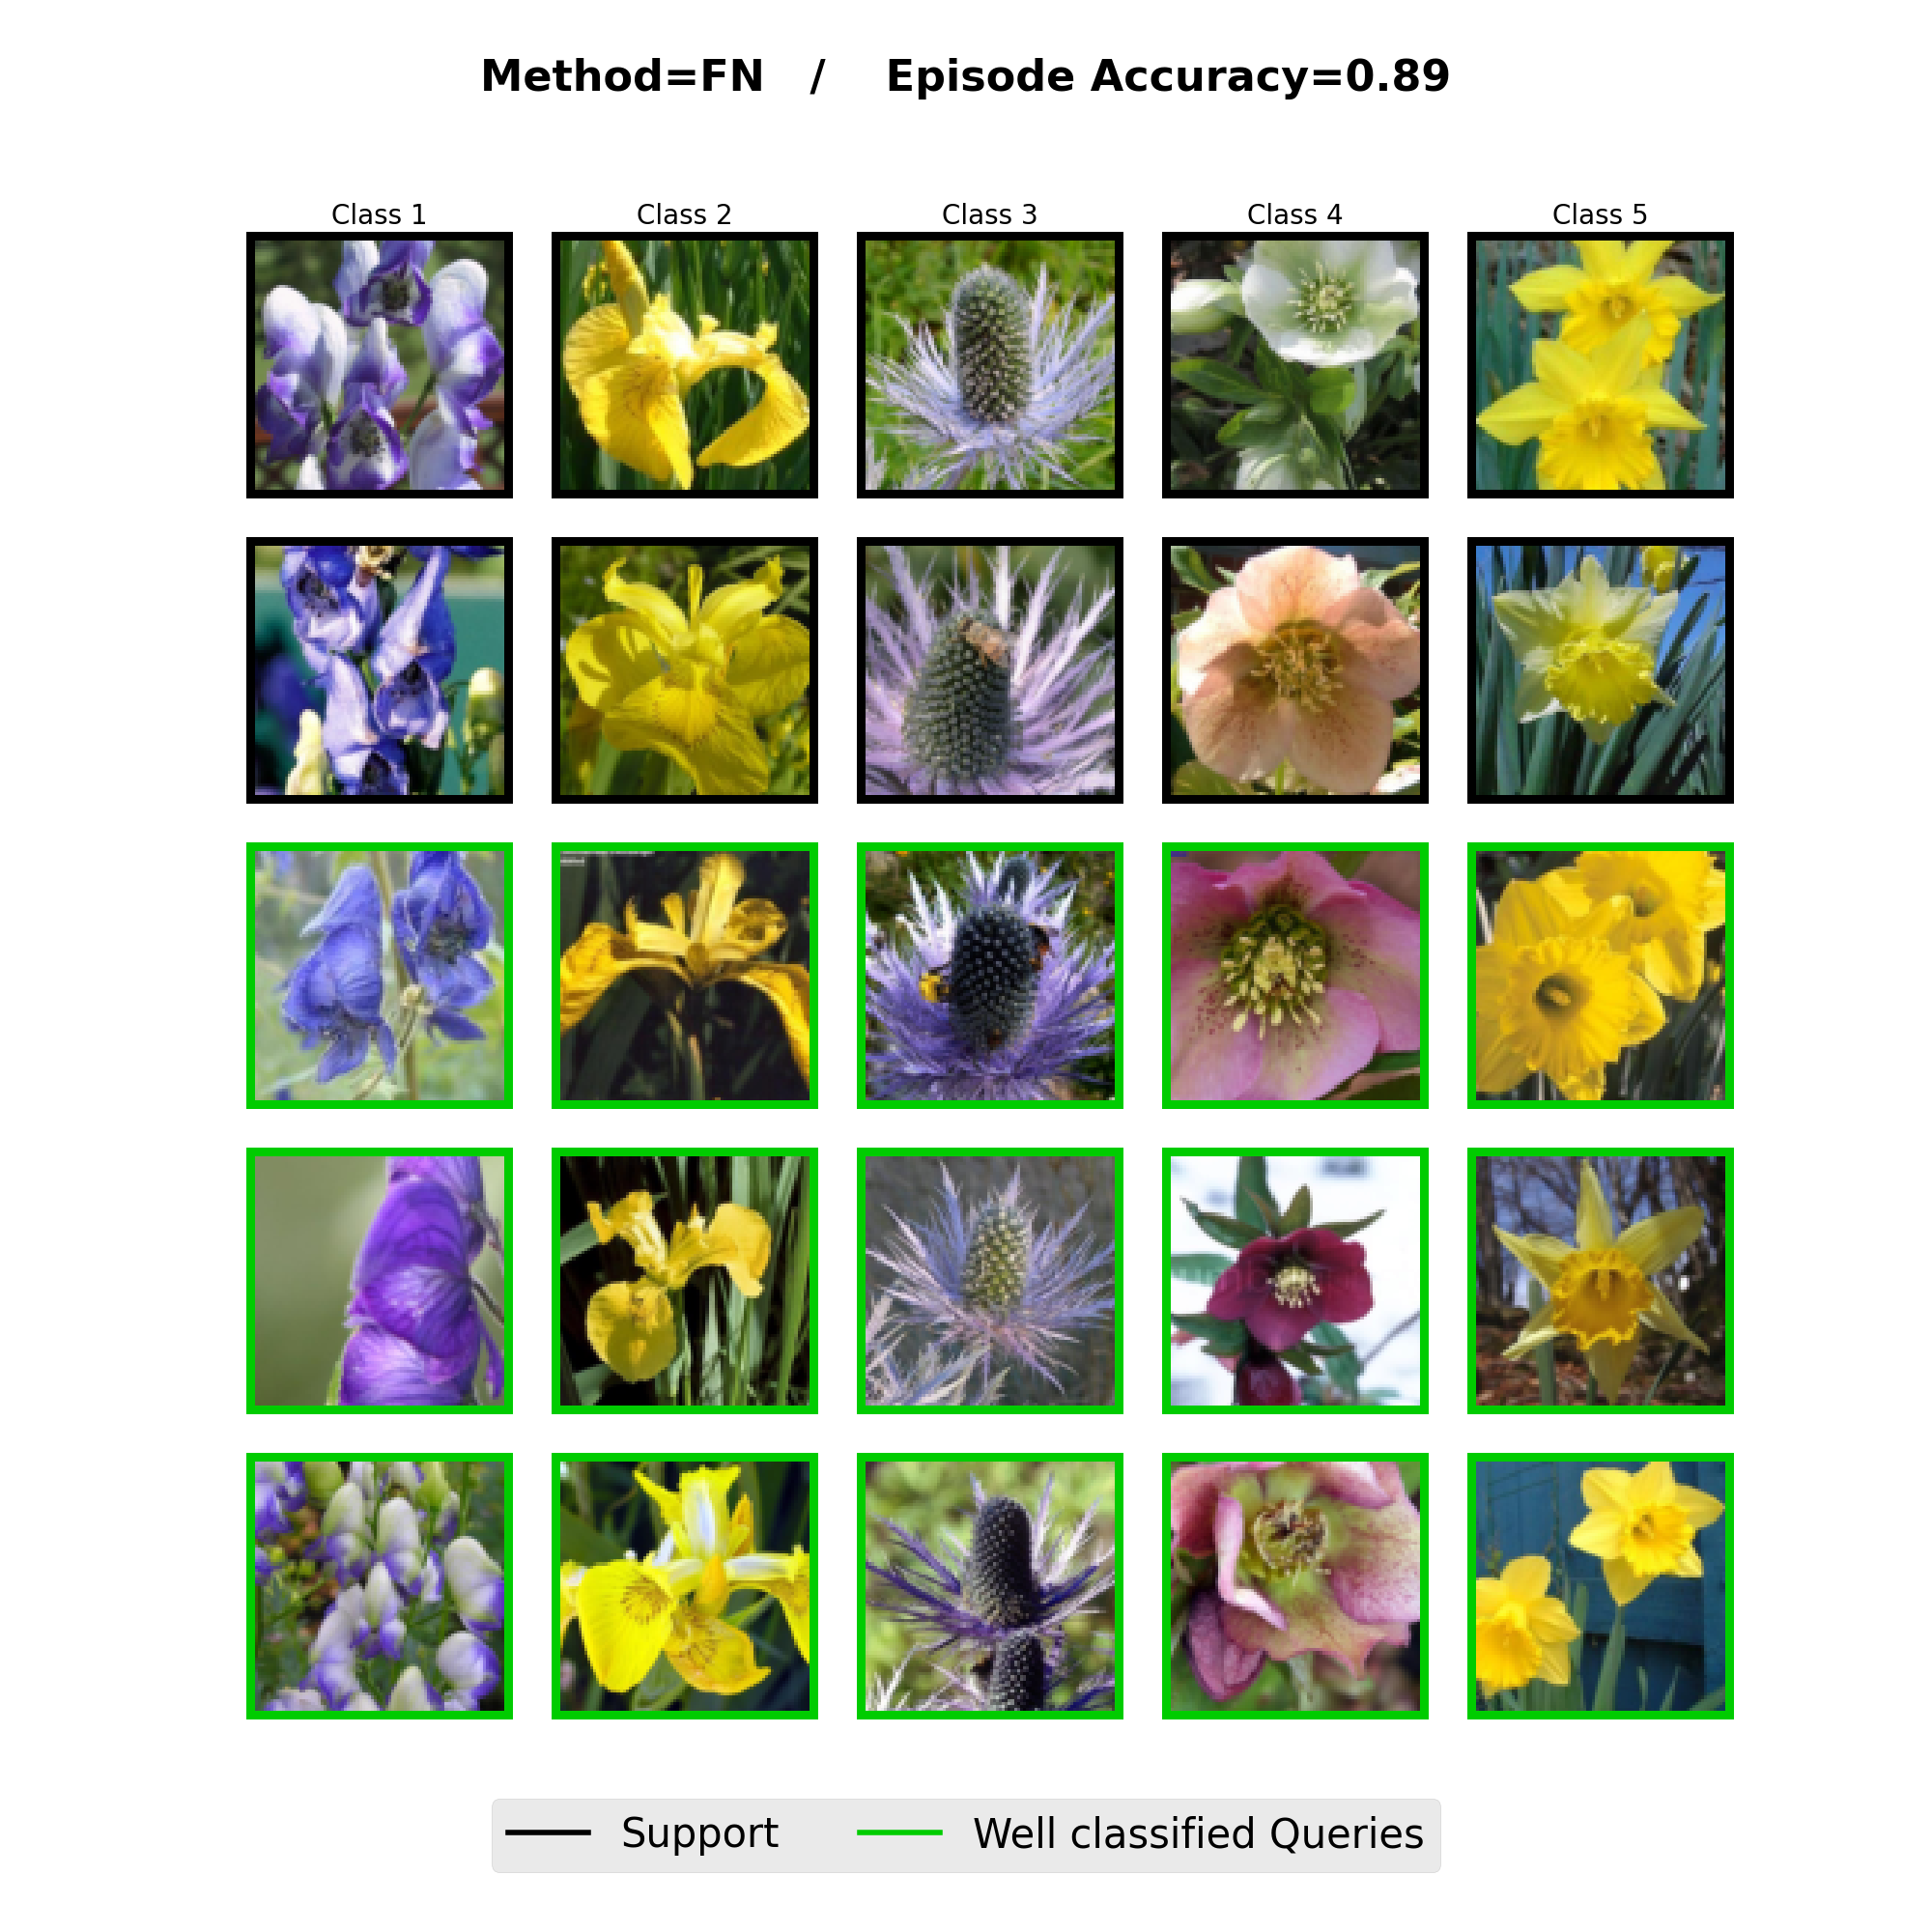 Method=FN / Episode Accuracy=0.89
Class 1 Class 2 Class 3 Class 4 Class 5
Support Well classified Queries